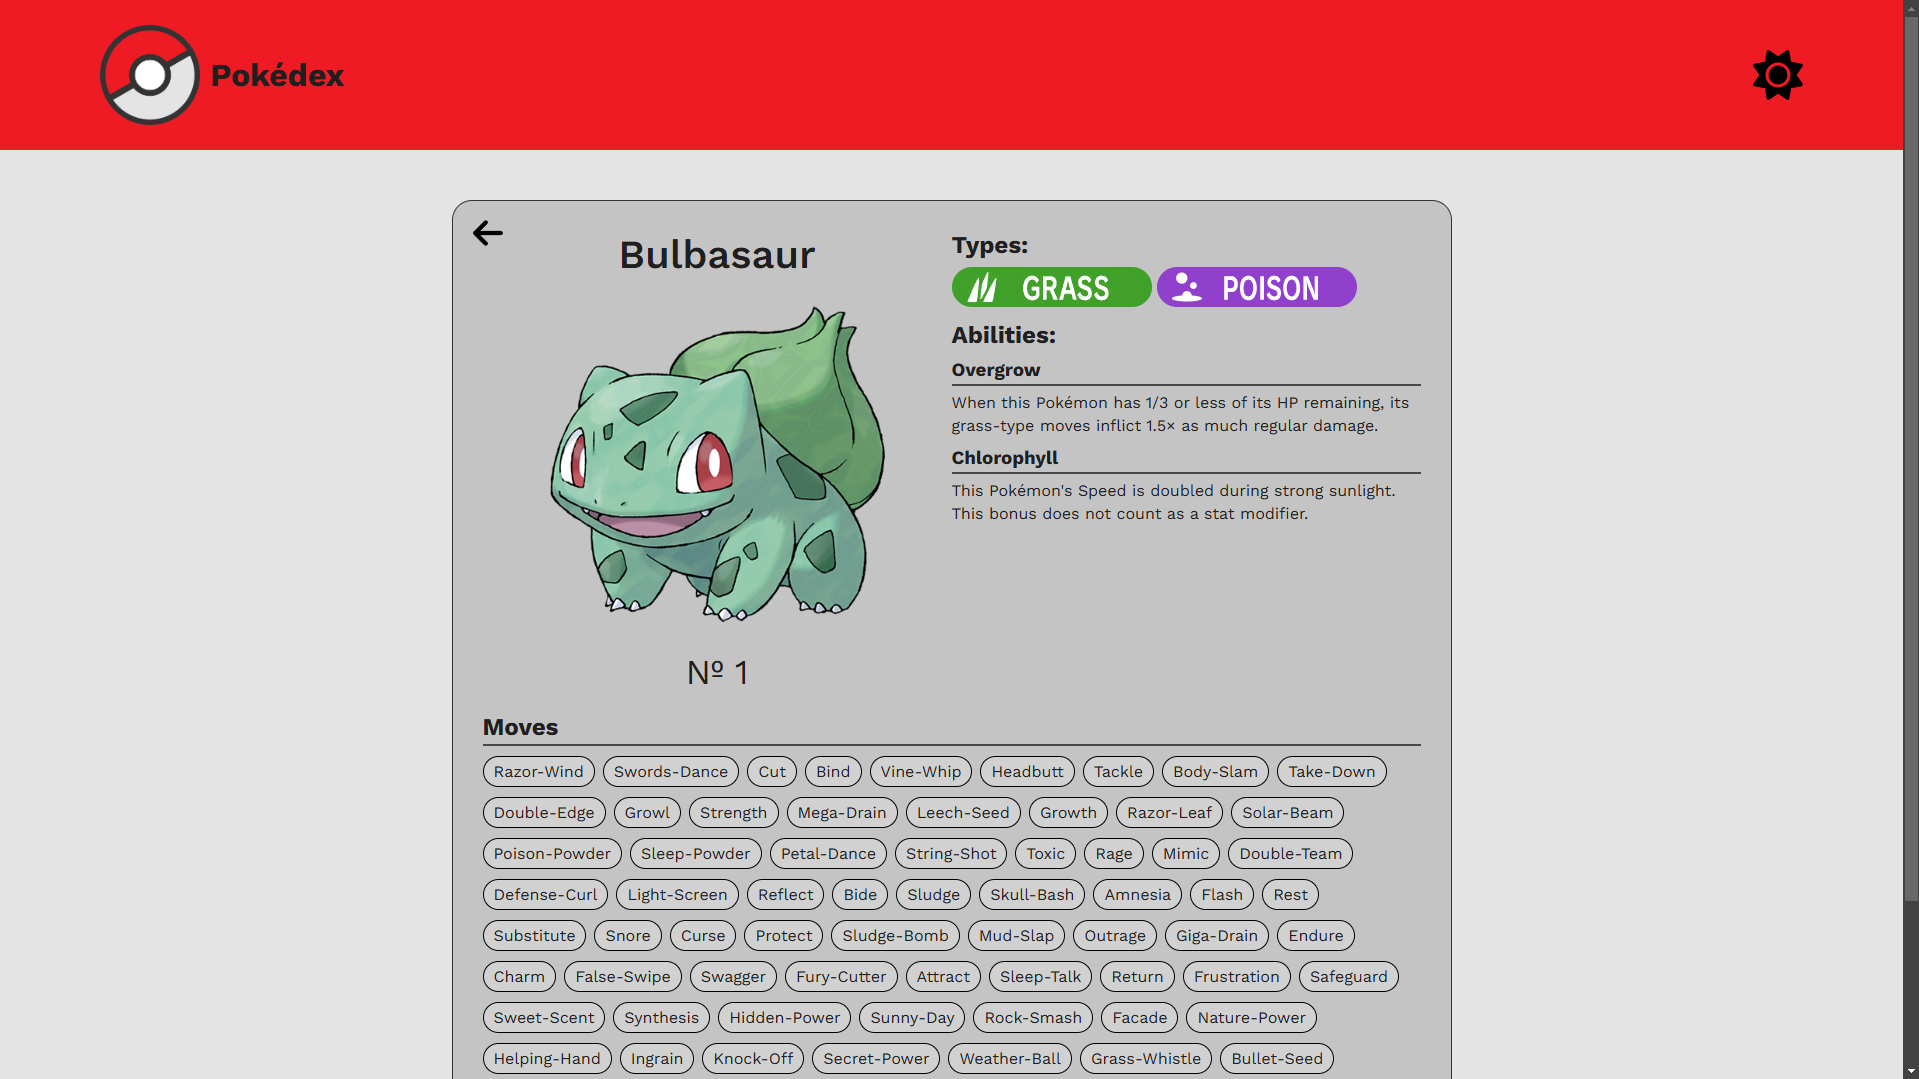 Pokédex
Bulbasaur
Nº 1
Types:
GRASS POISON
Abilities:
Overgrow
When this Pokémon has 1/3 or less of its HP remaining, its
grass-type moves inflict 1.5× as much regular damage.
Chlorophyll
This Pokémon's Speed is doubled during strong sunlight.
This bonus does not count as a stat modifier.
Moves
Razor-Wind Swords-Dance Cut Bind Vine-Whip Headbutt Tackle Body-Slam Take-Down
Double-Edge Growl Strength Mega-Drain Leech-Seed Growth Razor-Leaf Solar-Beam
Poison-Powder Sleep-Powder Petal-Dance String-Shot Toxic Rage Mimic Double-Team
Defense-Curl Light-Screen Reflect Bide Sludge Skull-Bash Amnesia Flash Rest
Substitute Snore Curse Protect Sludge-Bomb Mud-Slap Outrage Giga-Drain Endure
Charm False-Swipe Swagger Fury-Cutter Attract Sleep-Talk Return Frustration Safeguard
Sweet-Scent Synthesis Hidden-Power Sunny-Day Rock-Smash Facade Nature-Power
Helping-Hand Ingrain Knock-Off Secret-Power Weather-Ball Grass-Whistle Bullet-Seed